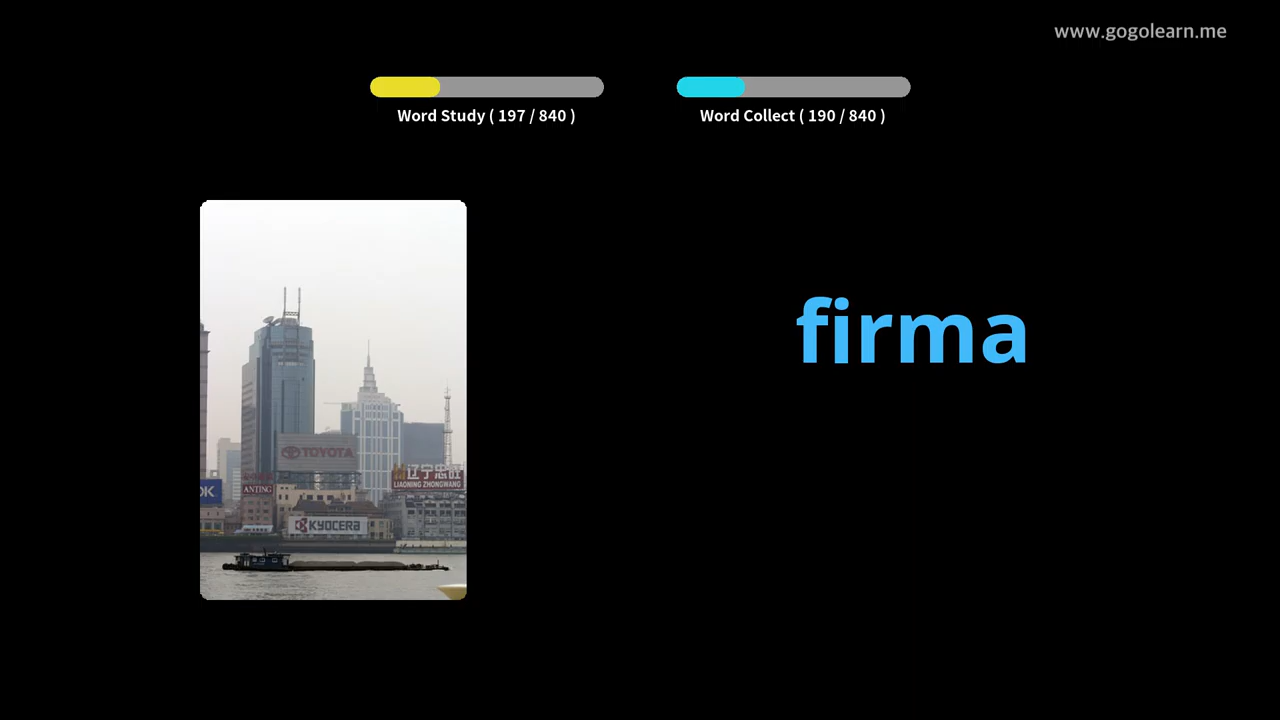 www.gogolearn.me
Word Study ( 197 / 840 )
Word Collect ( 190 / 840 )
firma
TOYOTA
辽宁忠旺
LIAONING ZHONGWANG
OK
ANTING
KYOCERA